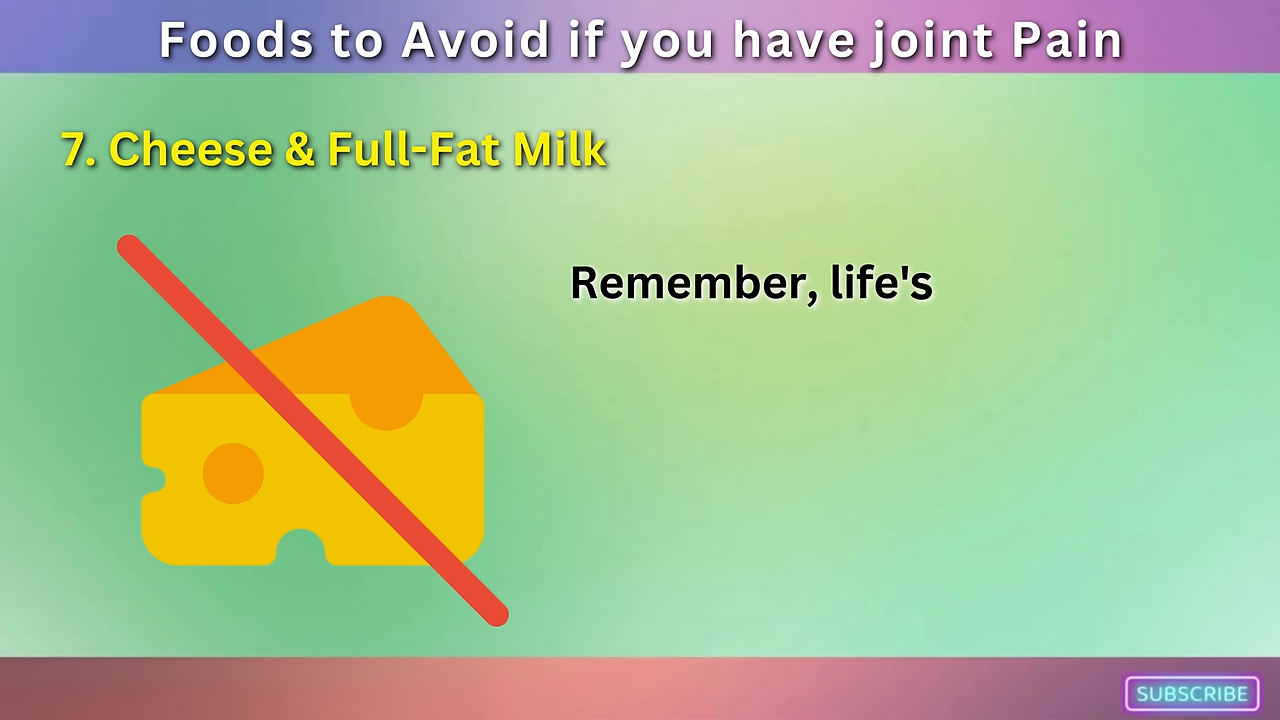 Foods to Avoid if you have joint Pain
7. Cheese & Full-Fat Milk
Remember, life's
SUBSCRIBE